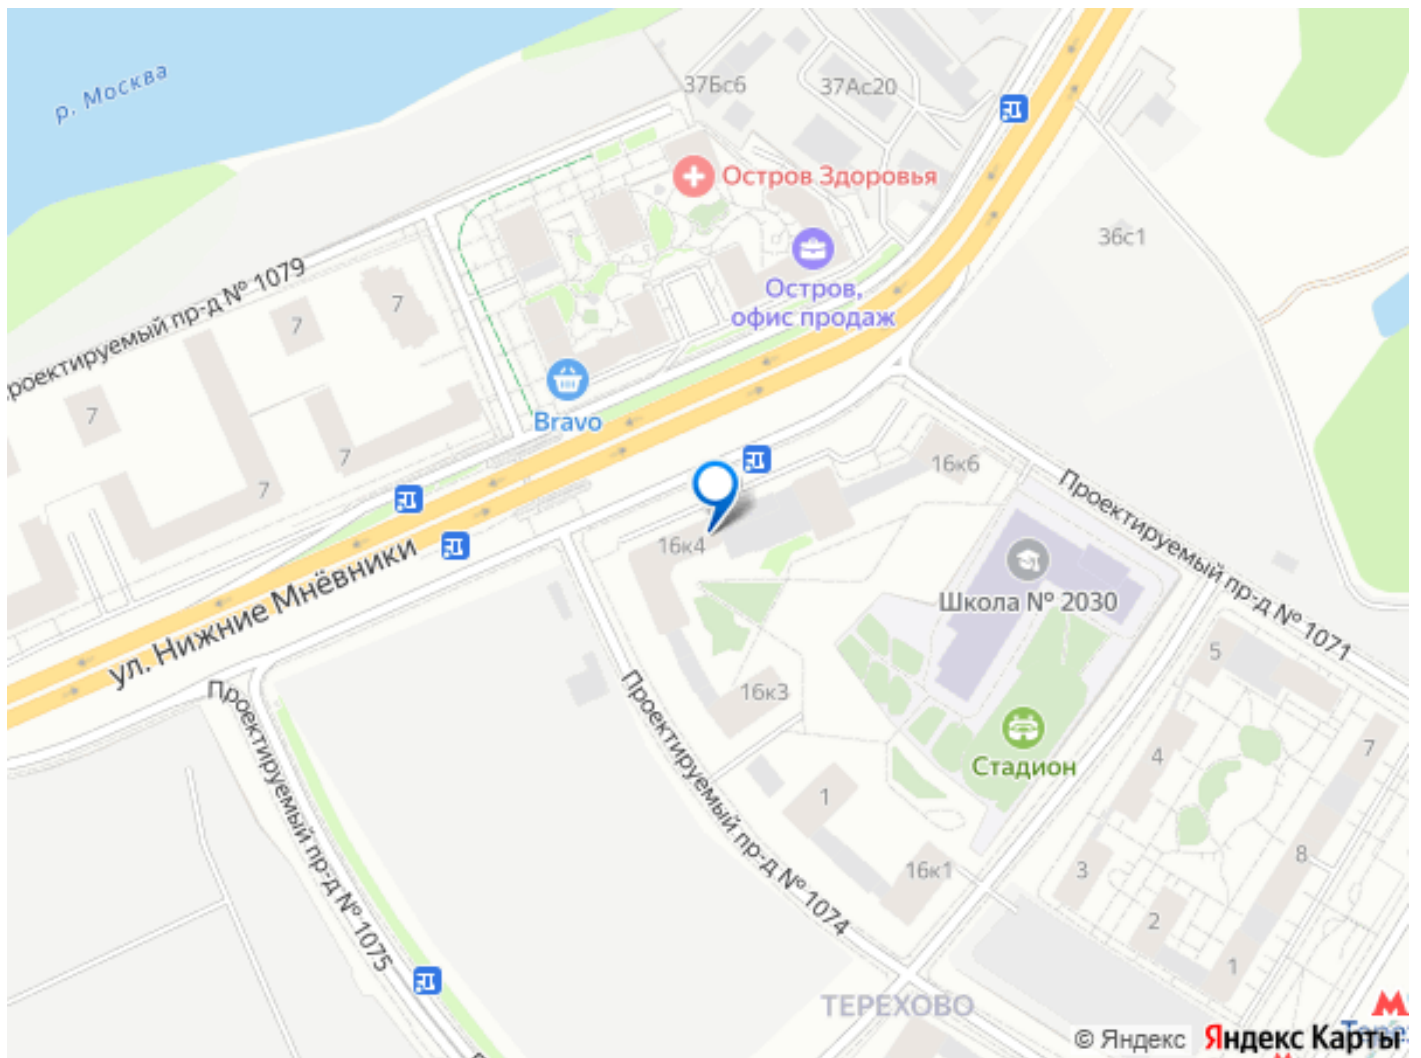 р. Москва
37Бс6
37Ас20
Остров Здоровья
36с1
Остров,
офис продаж
Проектируемый пр-д № 1079
7
7
7
7
7
Bravo
16к6
16к4
Проектируемый пр-д № 1071
Школа № 2030
ул. Нижние Мнёвники
16к3
Проектируемый пр-д № 1075
Проектируемый пр-д № 1074
Стадион
5
4
7
1
8
16к1
3
2
1
ТЕРЕХОВО
© Яндекс
Яндекс Карты